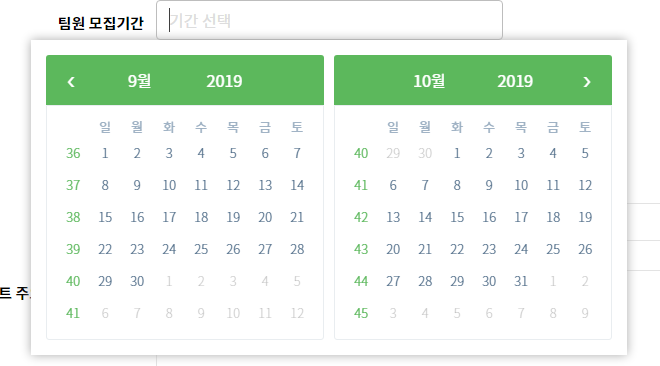 팀원 모집기간
기간 선택
‹ 9월 2019
일 월 화 수 목 금 토
36 1 2 3 4 5 6 7
37 8 9 10 11 12 13 14
38 15 16 17 18 19 20 21
39 22 23 24 25 26 27 28
40 29 30 1 2 3 4 5
41 6 7 8 9 10 11 12
10월 2019 ›
일 월 화 수 목 금 토
40 29 30 1 2 3 4 5
41 6 7 8 9 10 11 12
42 13 14 15 16 17 18 19
43 20 21 22 23 24 25 26
44 27 28 29 30 31 1 2
45 3 4 5 6 7 8 9
트 주